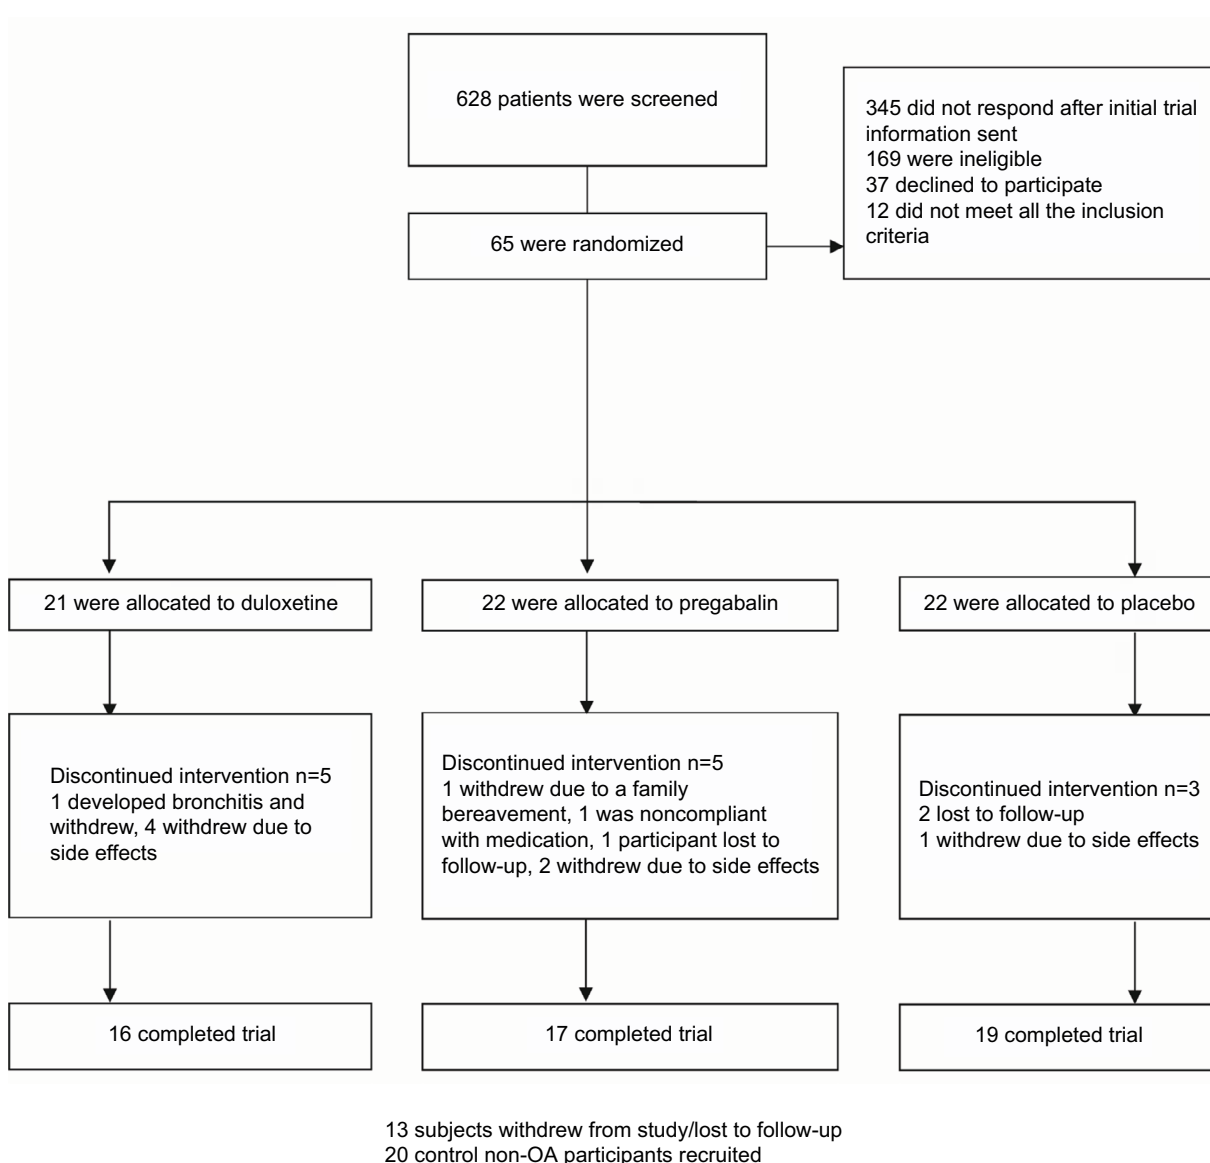 628 patients were screened
345 did not respond after initial trial
information sent
169 were ineligible
37 declined to participate
12 did not meet all the inclusion
criteria
65 were randomized
21 were allocated to duloxetine
22 were allocated to pregabalin
22 were allocated to placebo
Discontinued intervention n=5
1 developed bronchitis and
withdrew, 4 withdrew due to
side effects
Discontinued intervention n=5
1 withdrew due to a family
bereavement, 1 was noncompliant
with medication, 1 participant lost to
follow-up, 2 withdrew due to side effects
Discontinued intervention n=3
2 lost to follow-up
1 withdrew due to side effects
16 completed trial
17 completed trial
19 completed trial
13 subjects withdrew from study/lost to follow-up
20 control non-OA participants recruited